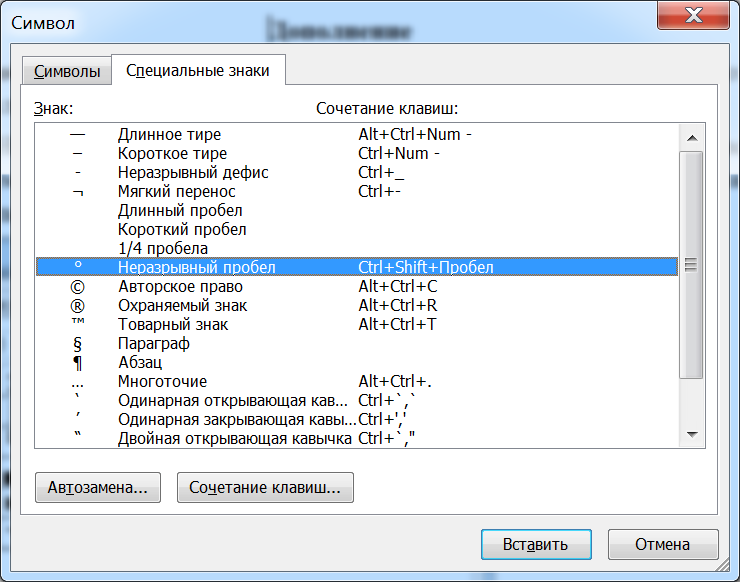 Символ
Дополнение
Символы Специальные знаки
Знак: Сочетание клавиш:
— Длинное тире Alt+Ctrl+Num -
– Короткое тире Ctrl+Num -
- Неразрывный дефис Ctrl+_
¬ Мягкий перенос Ctrl+-
Длинный пробел
Короткий пробел
1/4 пробела
° Неразрывный пробел Ctrl+Shift+Пробел
© Авторское право Alt+Ctrl+C
® Охраняемый знак Alt+Ctrl+R
™ Товарный знак Alt+Ctrl+T
§ Параграф
¶ Абзац
… Многоточие Alt+Ctrl+.
‛ Одинарная открывающая кав... Ctrl+`,`
’ Одинарная закрывающая кавы... Ctrl+','
‟ Двойная открывающая кавычка Ctrl+`,"
Автозамена... Сочетание клавиш...
Вставить Отмена